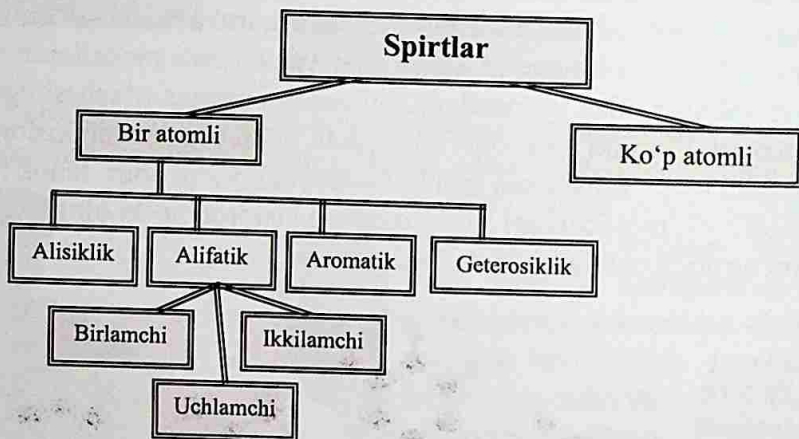 Spirtlar
Bir atomli
Ko‘p atomli
Alisiklik
Alifatik
Aromatik
Geterosiklik
Birlamchi
Ikkilamchi
Uchlamchi